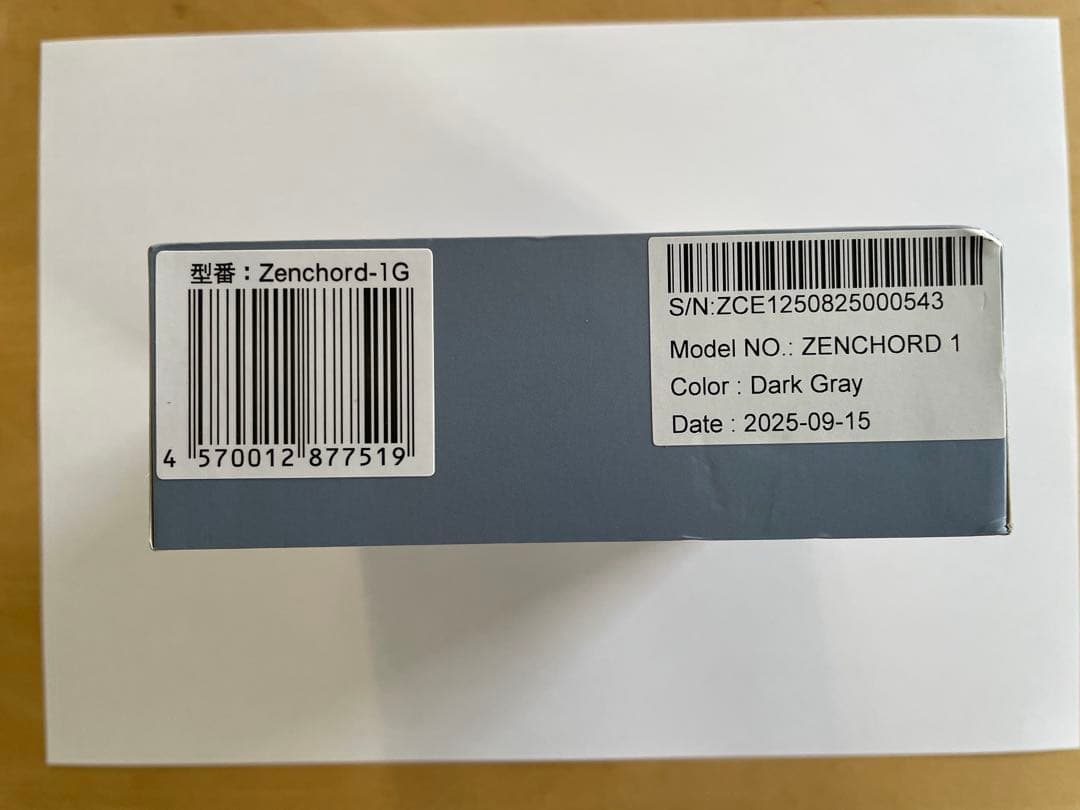 型番：Zenchord-1G
4 570012 877519
S/N:ZCE1250825000543
Model NO.: ZENCHORD 1
Color : Dark Gray
Date : 2025-09-15